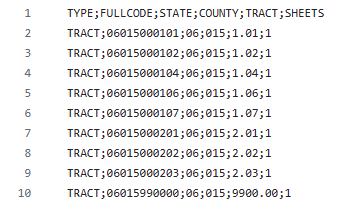 1 TYPE;FULLCODE;STATE;COUNTY;TRACT;SHEETS
2 TRACT;06015000101;06;015;1.01;1
3 TRACT;06015000102;06;015;1.02;1
4 TRACT;06015000104;06;015;1.04;1
5 TRACT;06015000106;06;015;1.06;1
6 TRACT;06015000107;06;015;1.07;1
7 TRACT;06015000201;06;015;2.01;1
8 TRACT;06015000202;06;015;2.02;1
9 TRACT;06015000203;06;015;2.03;1
10 TRACT;06015990000;06;015;9900.00;1